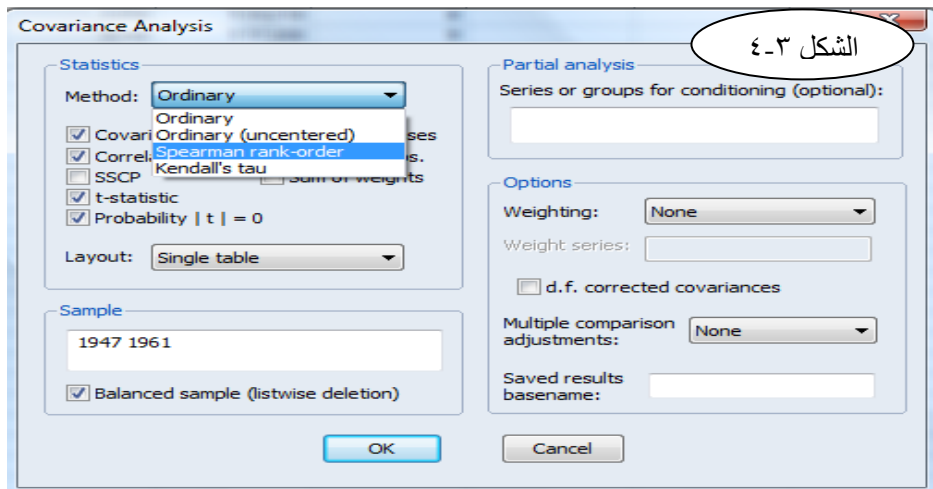 Covariance Analysis
الشكل ٣-٤
Statistics
Method: Ordinary
Ordinary
Ordinary (uncentered)
Spearman rank-order
Kendall's tau
SSCP
Sum of weights
t-statistic
Probability | t | = 0
Layout: Single table
Sample
1947 1961
Balanced sample (listwise deletion)
Partial analysis
Series or groups for conditioning (optional):
Options
Weighting: None
Weight series:
d.f. corrected covariances
Multiple comparison adjustments: None
Saved results
basename:
OK
Cancel